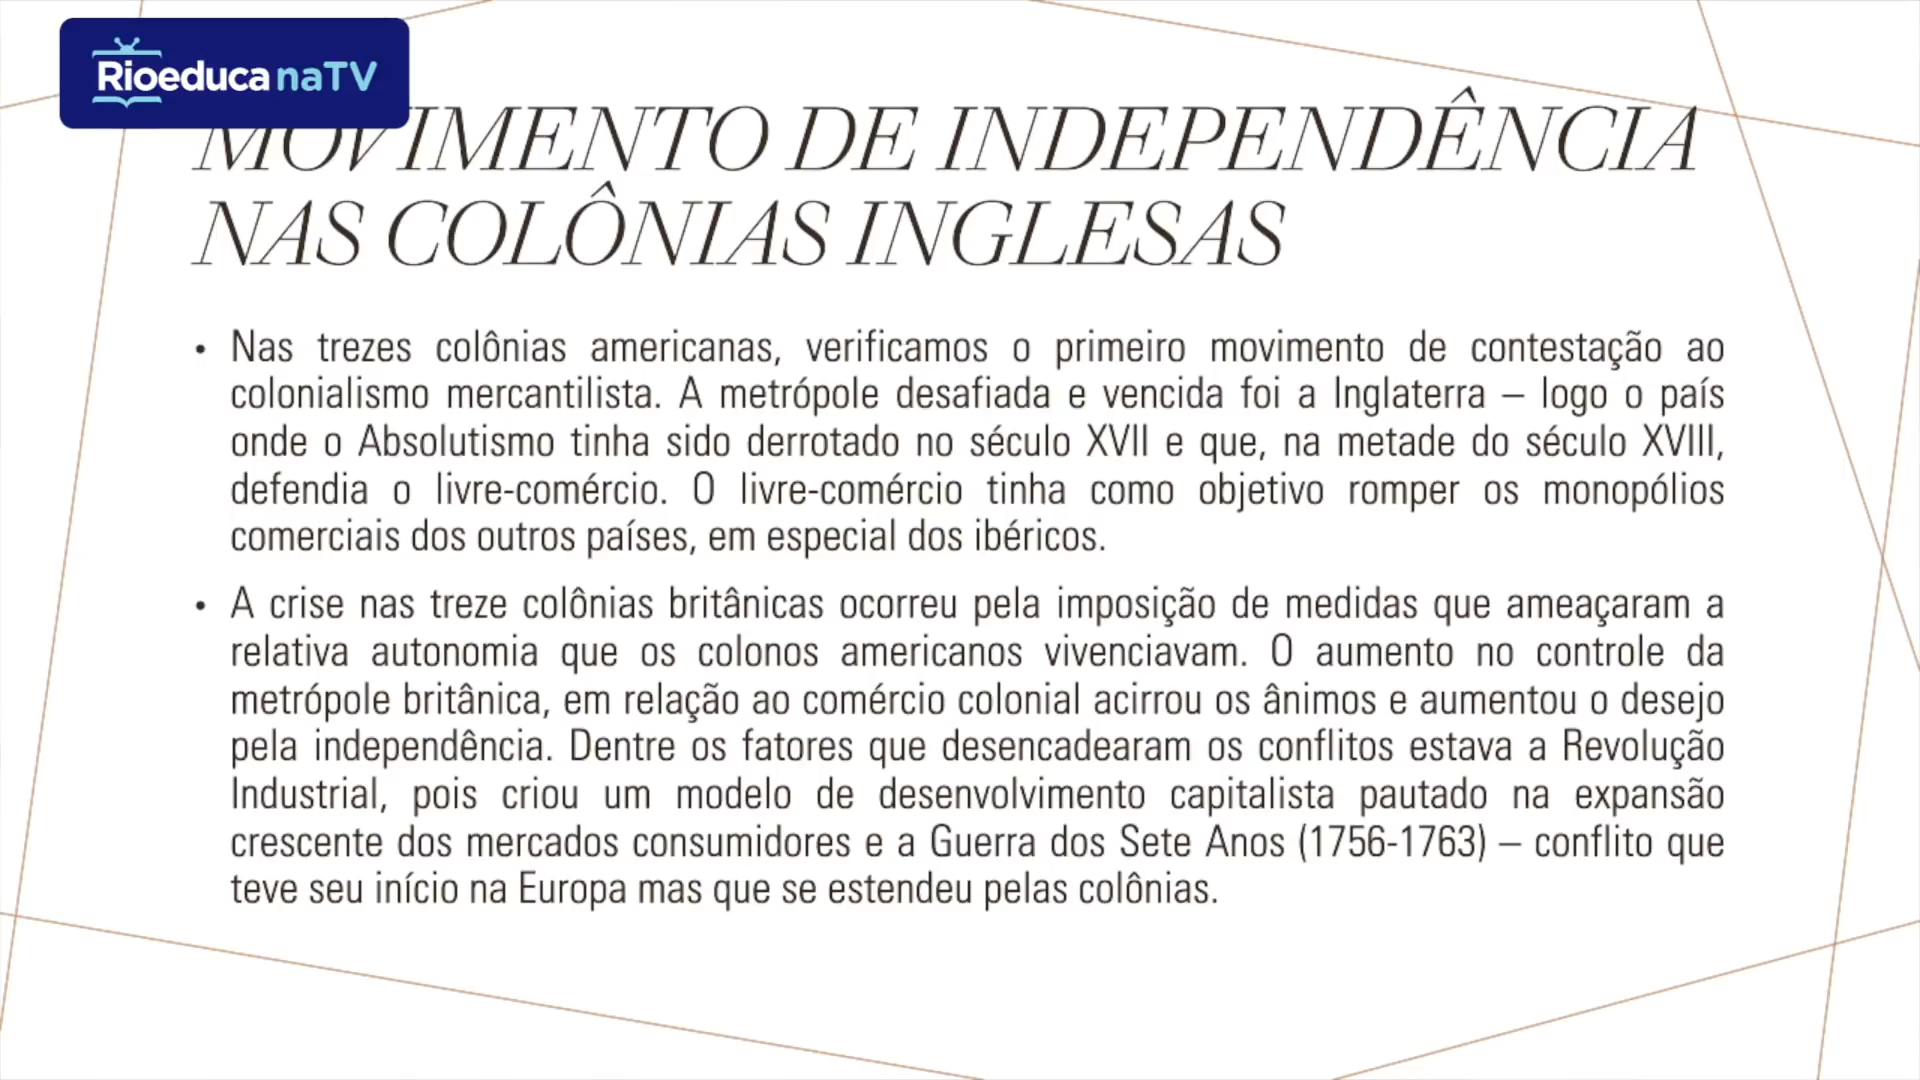 Rioeduca naTV
MOVIMENTO DE INDEPENDÊNCIA
NAS COLÔNIAS INGLESAS
• Nas trezes colônias americanas, verificamos o primeiro movimento de contestação ao
colonialismo mercantilista. A metrópole desafiada e vencida foi a Inglaterra – logo o país
onde o Absolutismo tinha sido derrotado no século XVII e que, na metade do século XVIII,
defendia o livre-comércio. O livre-comércio tinha como objetivo romper os monopólios
comerciais dos outros países, em especial dos ibéricos.
• A crise nas treze colônias britânicas ocorreu pela imposição de medidas que ameaçaram a
relativa autonomia que os colonos americanos vivenciavam. O aumento no controle da
metrópole britânica, em relação ao comércio colonial acirrou os ânimos e aumentou o desejo
pela independência. Dentre os fatores que desencadearam os conflitos estava a Revolução
Industrial, pois criou um modelo de desenvolvimento capitalista pautado na expansão
crescente dos mercados consumidores e a Guerra dos Sete Anos (1756-1763) – conflito que
teve seu início na Europa mas que se estendeu pelas colônias.